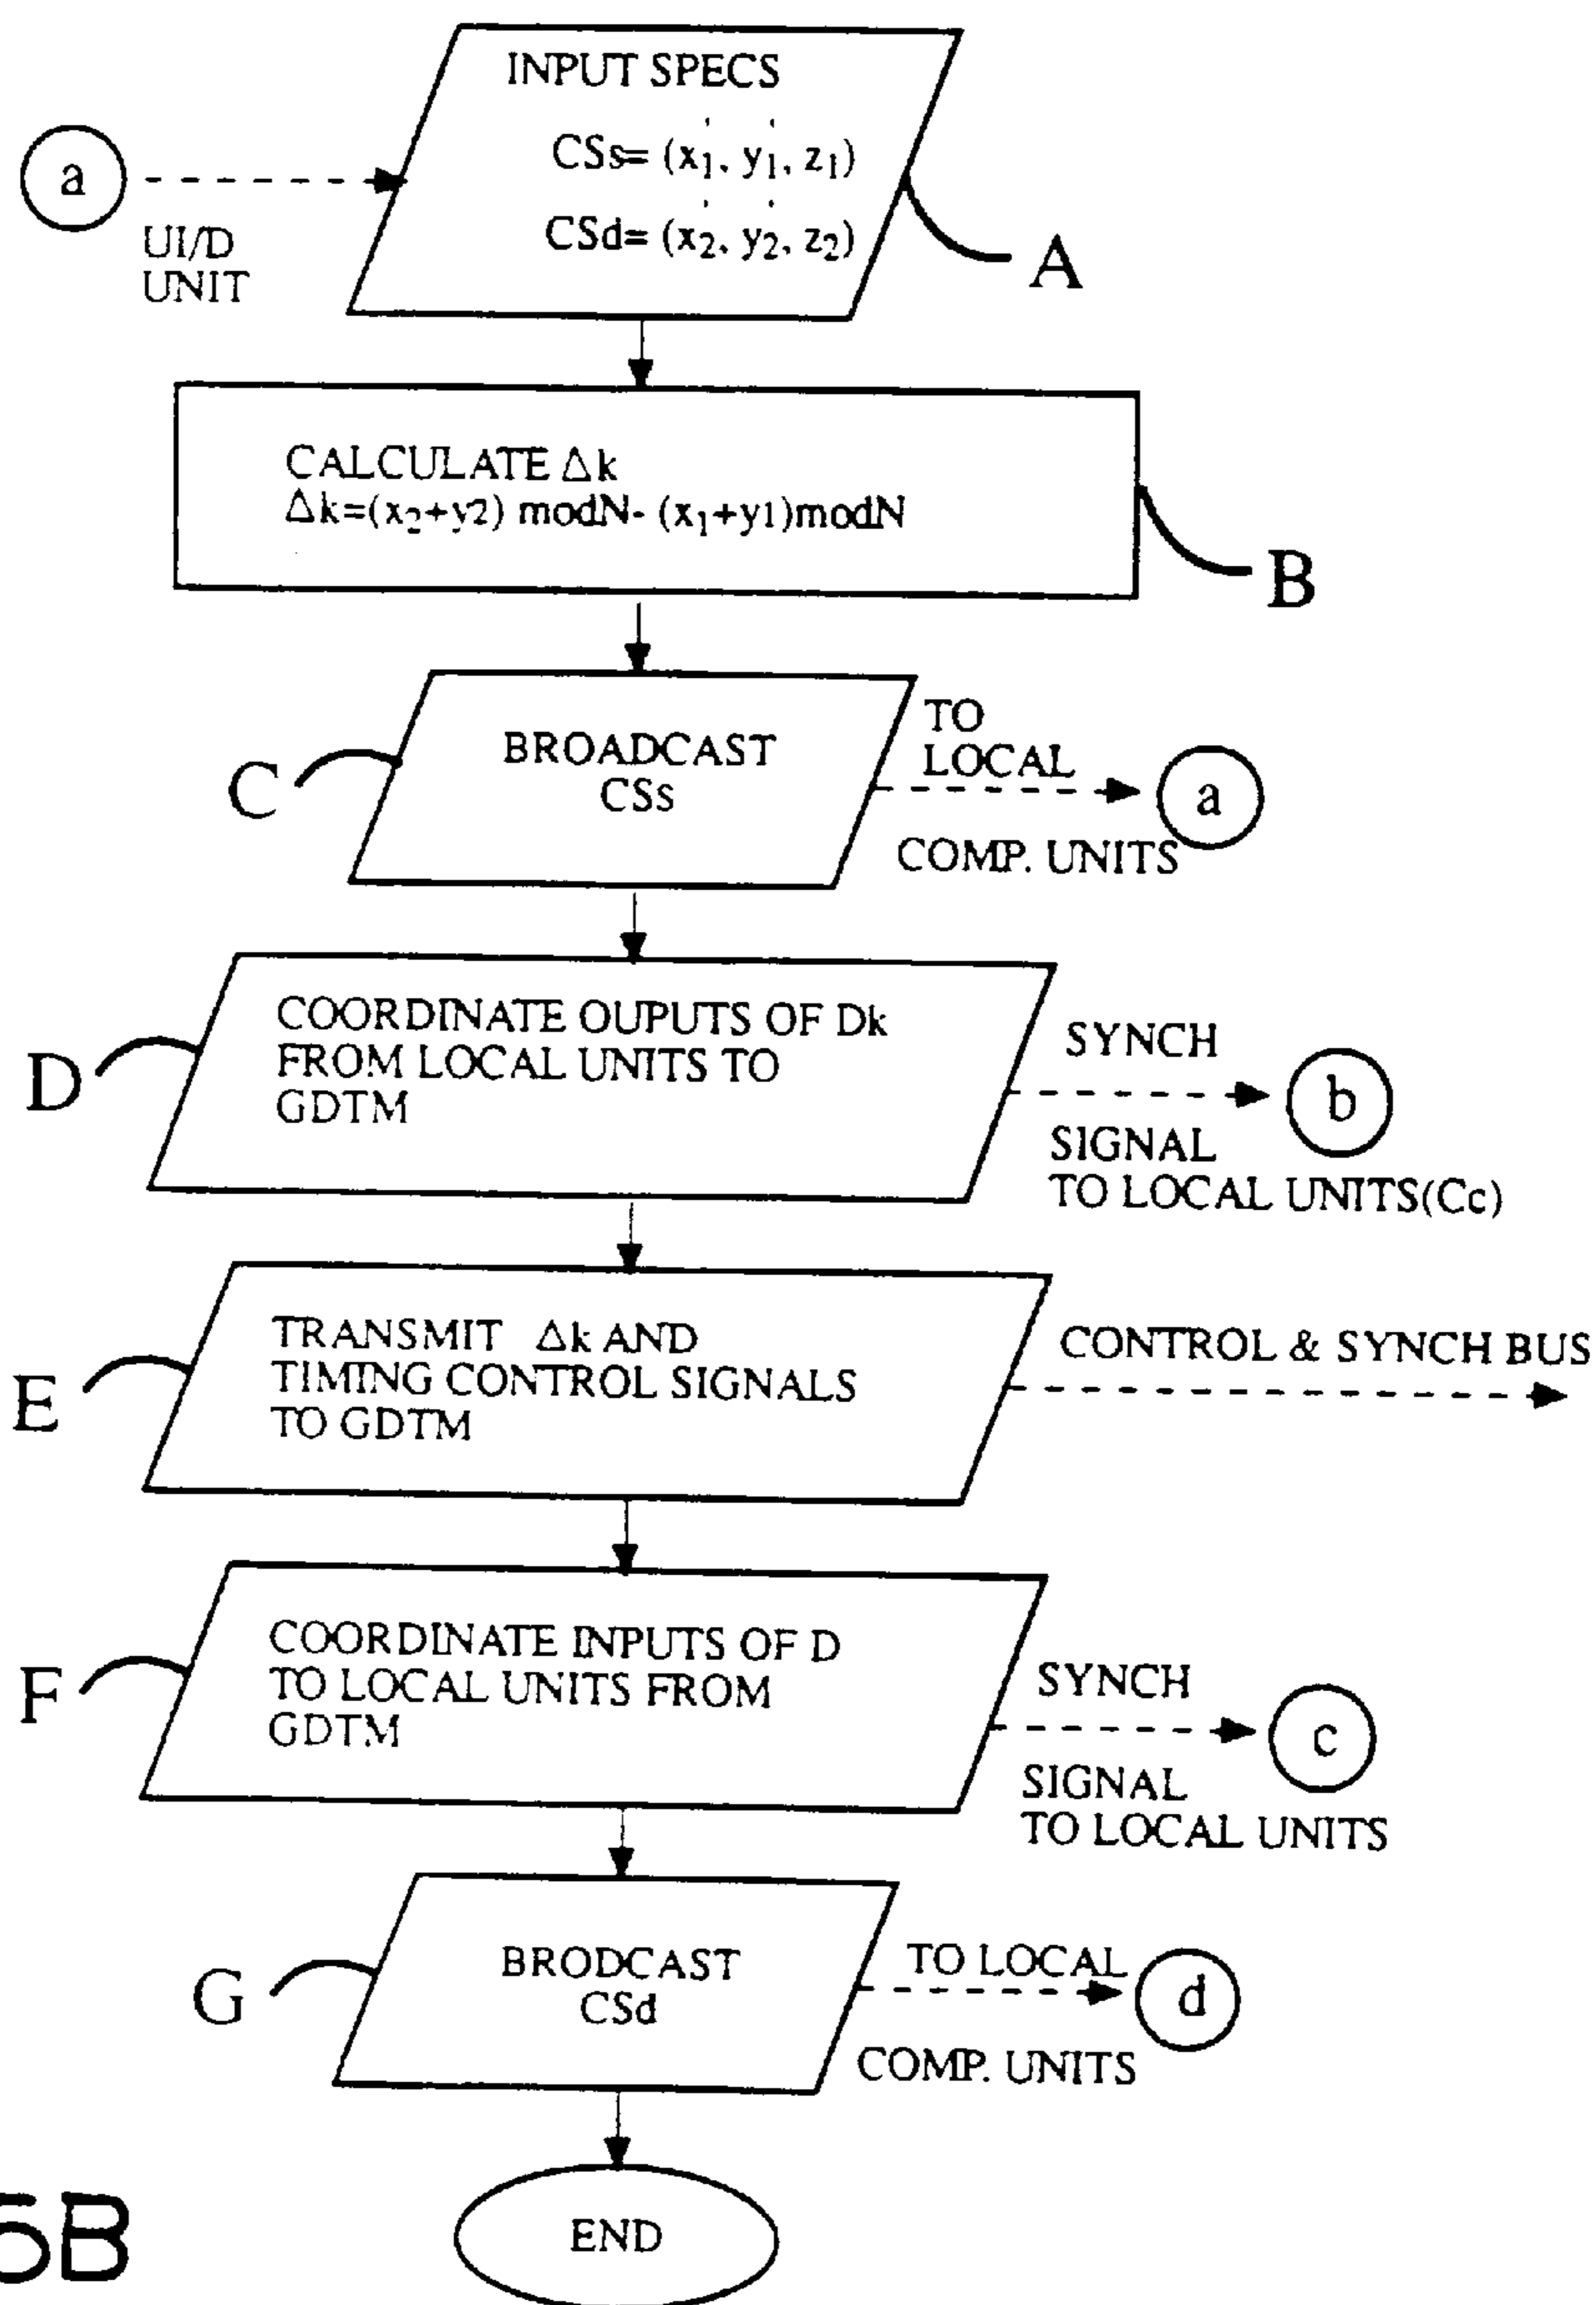 INPUT SPECS
CSs= (x1, y1, z1)
CSd= (x2, y2, z2)
a
UI/D
UNIT
A
CALCULATE Δk
Δk=(x2+y2) modN- (x1+y1)modN
B
BROADCAST
CSs
C
TO
LOCAL
a
COMP. UNITS
COORDINATE OUPUTS OF Dk
FROM LOCAL UNITS TO
GDTM
D
SYNCH
b
SIGNAL
TO LOCAL UNITS(Cc)
TRANSMIT Δk AND
TIMING CONTROL SIGNALS
TO GDTM
E
CONTROL & SYNCH BUS
COORDINATE INPUTS OF D
TO LOCAL UNITS FROM
GDTM
F
SYNCH
c
SIGNAL
TO LOCAL UNITS
BRODCAST
CSd
G
TO LOCAL
d
COMP. UNITS
END
5B